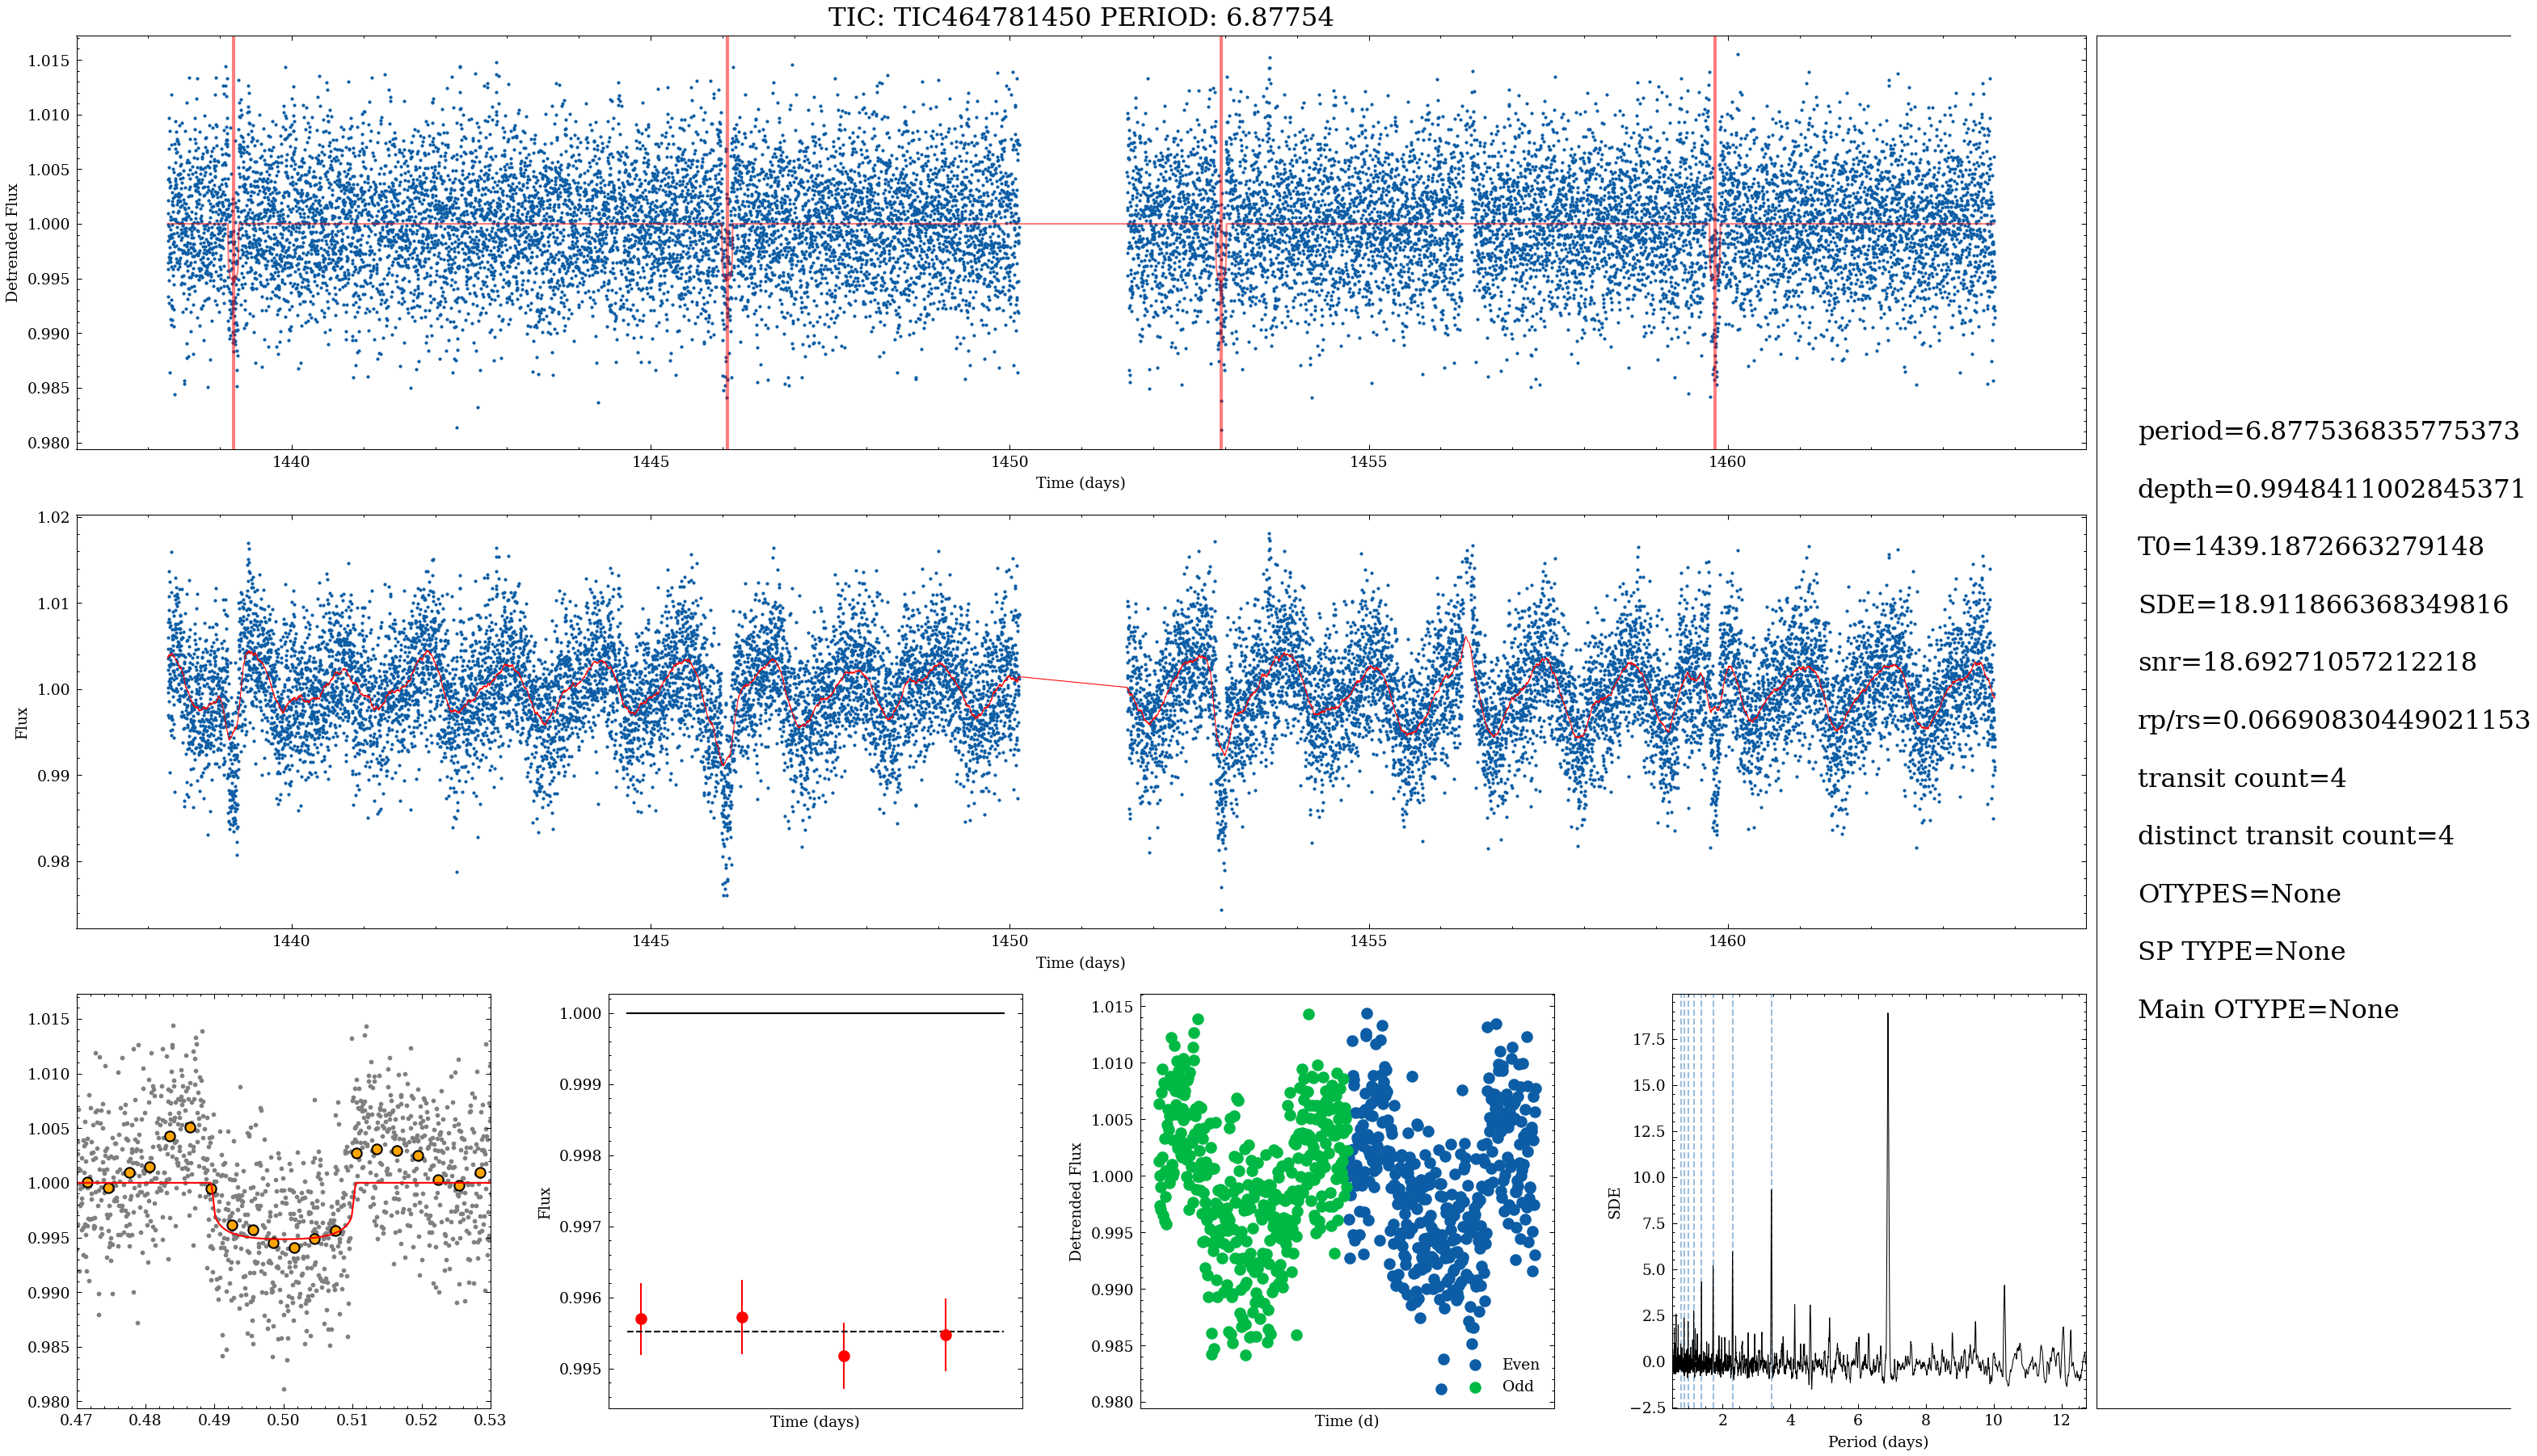 TIC: TIC464781450 PERIOD: 6.87754
1.015
1.010
1.005
1.000
0.995
0.990
0.985
0.980
Detrended Flux
1440
1445
1450
1455
1460
Time (days)
1.02
1.01
1.00
0.99
0.98
Flux
1440
1445
1450
1455
1460
Time (days)
period=6.877536835775373
depth=0.9948411002845371
T0=1439.1872663279148
SDE=18.911866368349816
snr=18.69271057212218
rp/rs=0.06690830449021153
transit count=4
distinct transit count=4
OTYPES=None
SP TYPE=None
Main OTYPE=None
1.015
1.010
1.005
1.000
0.995
0.990
0.985
0.980
0.47
0.48
0.49
0.50
0.51
0.52
0.53
1.000
0.999
0.998
0.997
0.996
0.995
Flux
Time (days)
1.015
1.010
1.005
1.000
0.995
0.990
0.985
0.980
Detrended Flux
Even
Odd
Time (d)
17.5
15.0
12.5
10.0
7.5
5.0
2.5
0.0
−2.5
SDE
2
4
6
8
10
12
Period (days)